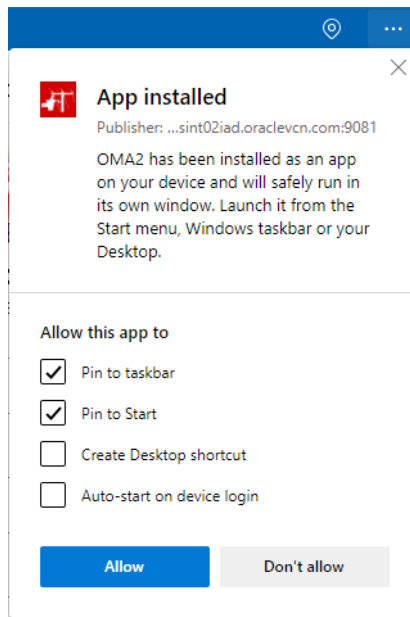 App installed
Publisher: ...sint02iad.oraclevcn.com:9081
OMA2 has been installed as an app
on your device and will safely run in
its own window. Launch it from the
Start menu, Windows taskbar or your
Desktop.
Allow this app to
Pin to taskbar
Pin to Start
Create Desktop shortcut
Auto-start on device login
Allow
Don't allow